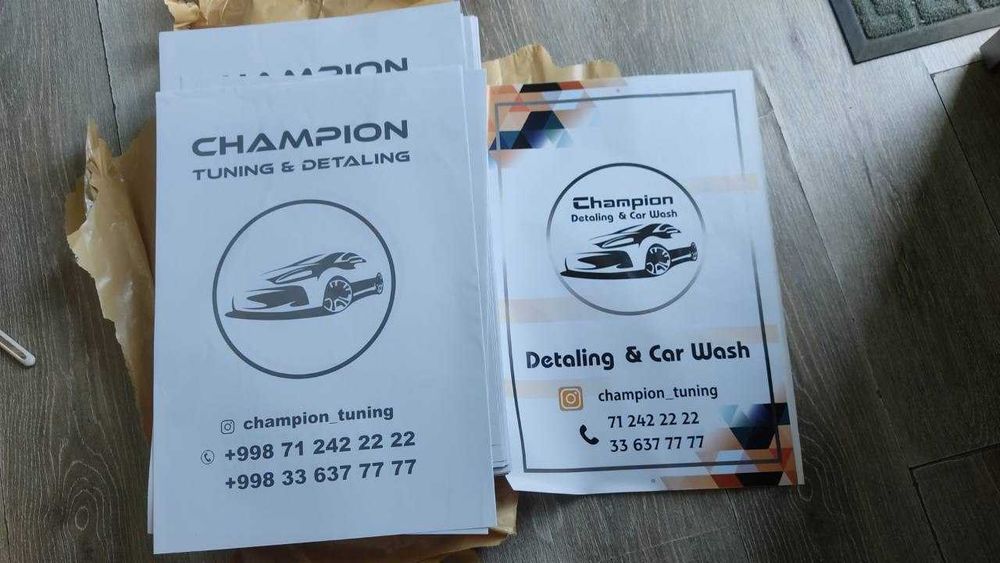 CHAMPION
CHAMPION
TUNING & DETALING
champion_tuning
+998 71 242 22 22
+998 33 637 77 77
Champion
Detaling & Car Wash
Detaling & Car Wash
champion_tuning
71 242 22 22
33 637 77 77